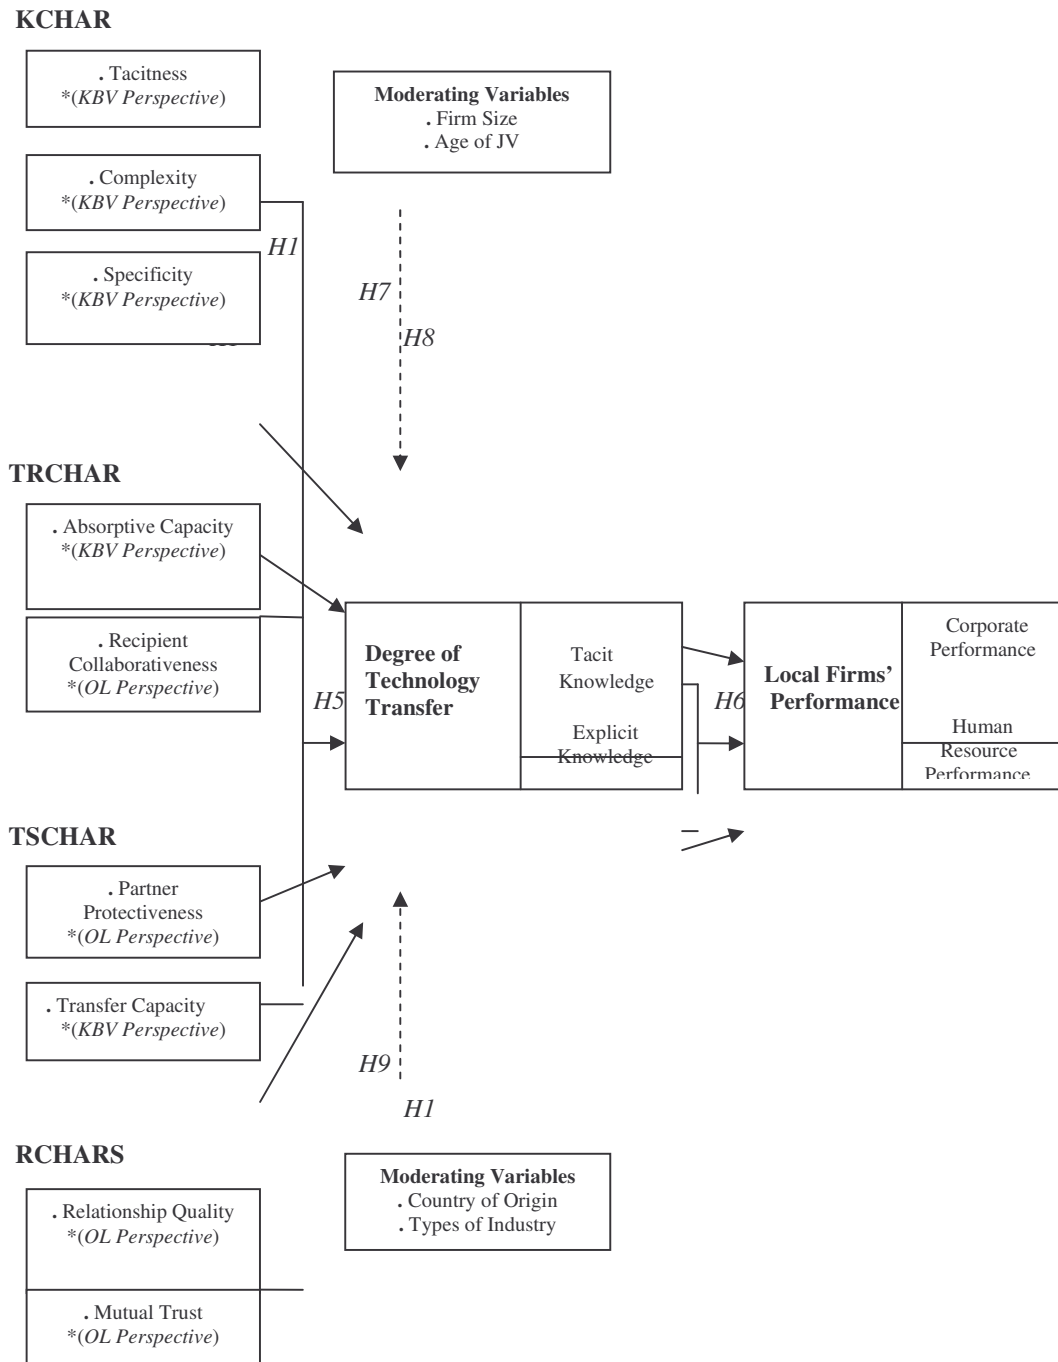 KCHAR
. Tacitness
*(KBV Perspective)
. Complexity
*(KBV Perspective)
. Specificity
*(KBV Perspective)
Moderating Variables
. Firm Size
. Age of JV
H1
H7
H8
TRCHAR
. Absorptive Capacity
*(KBV Perspective)
. Recipient
Collaborativeness
*(OL Perspective)
H5
Degree of
Technology
Transfer
Tacit
Knowledge
Explicit
Knowledge
H6
Local Firms'
Performance
Corporate
Performance
Human
Resource
Performance
TSCHAR
. Partner
Protectiveness
*(OL Perspective)
. Transfer Capacity
*(KBV Perspective)
H9
H1
RCHARS
. Relationship Quality
*(OL Perspective)
. Mutual Trust
*(OL Perspective)
Moderating Variables
. Country of Origin
. Types of Industry